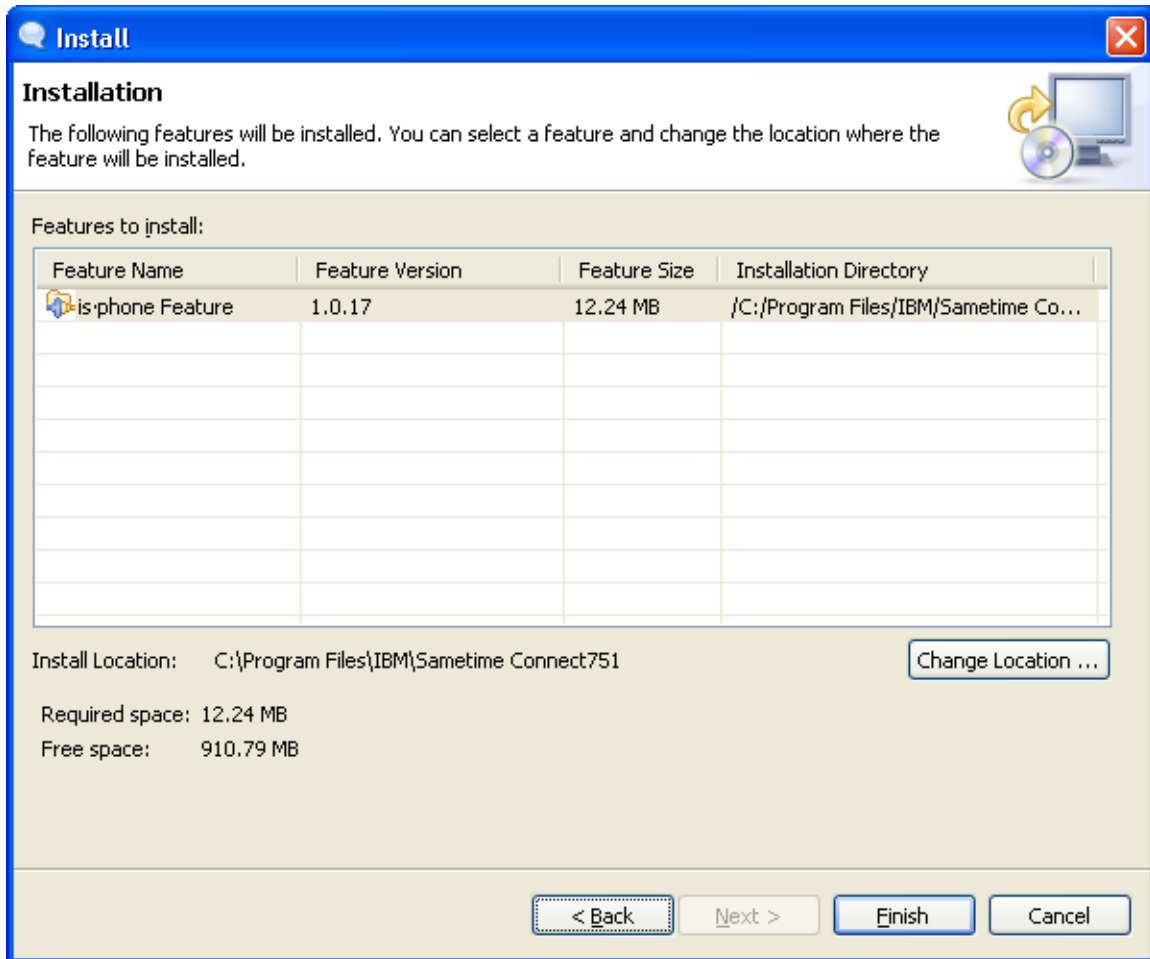 Install
Installation
The following features will be installed. You can select a feature and change the location where the
feature will be installed.
Features to install:
Feature Name Feature Version Feature Size Installation Directory
is·phone Feature 1.0.17 12.24 MB /C:/Program Files/IBM/Sametime Co...
Install Location: C:\Program Files\IBM\Sametime Connect751 Change Location ...
Required space: 12.24 MB
Free space: 910.79 MB
< Back Next > Finish Cancel